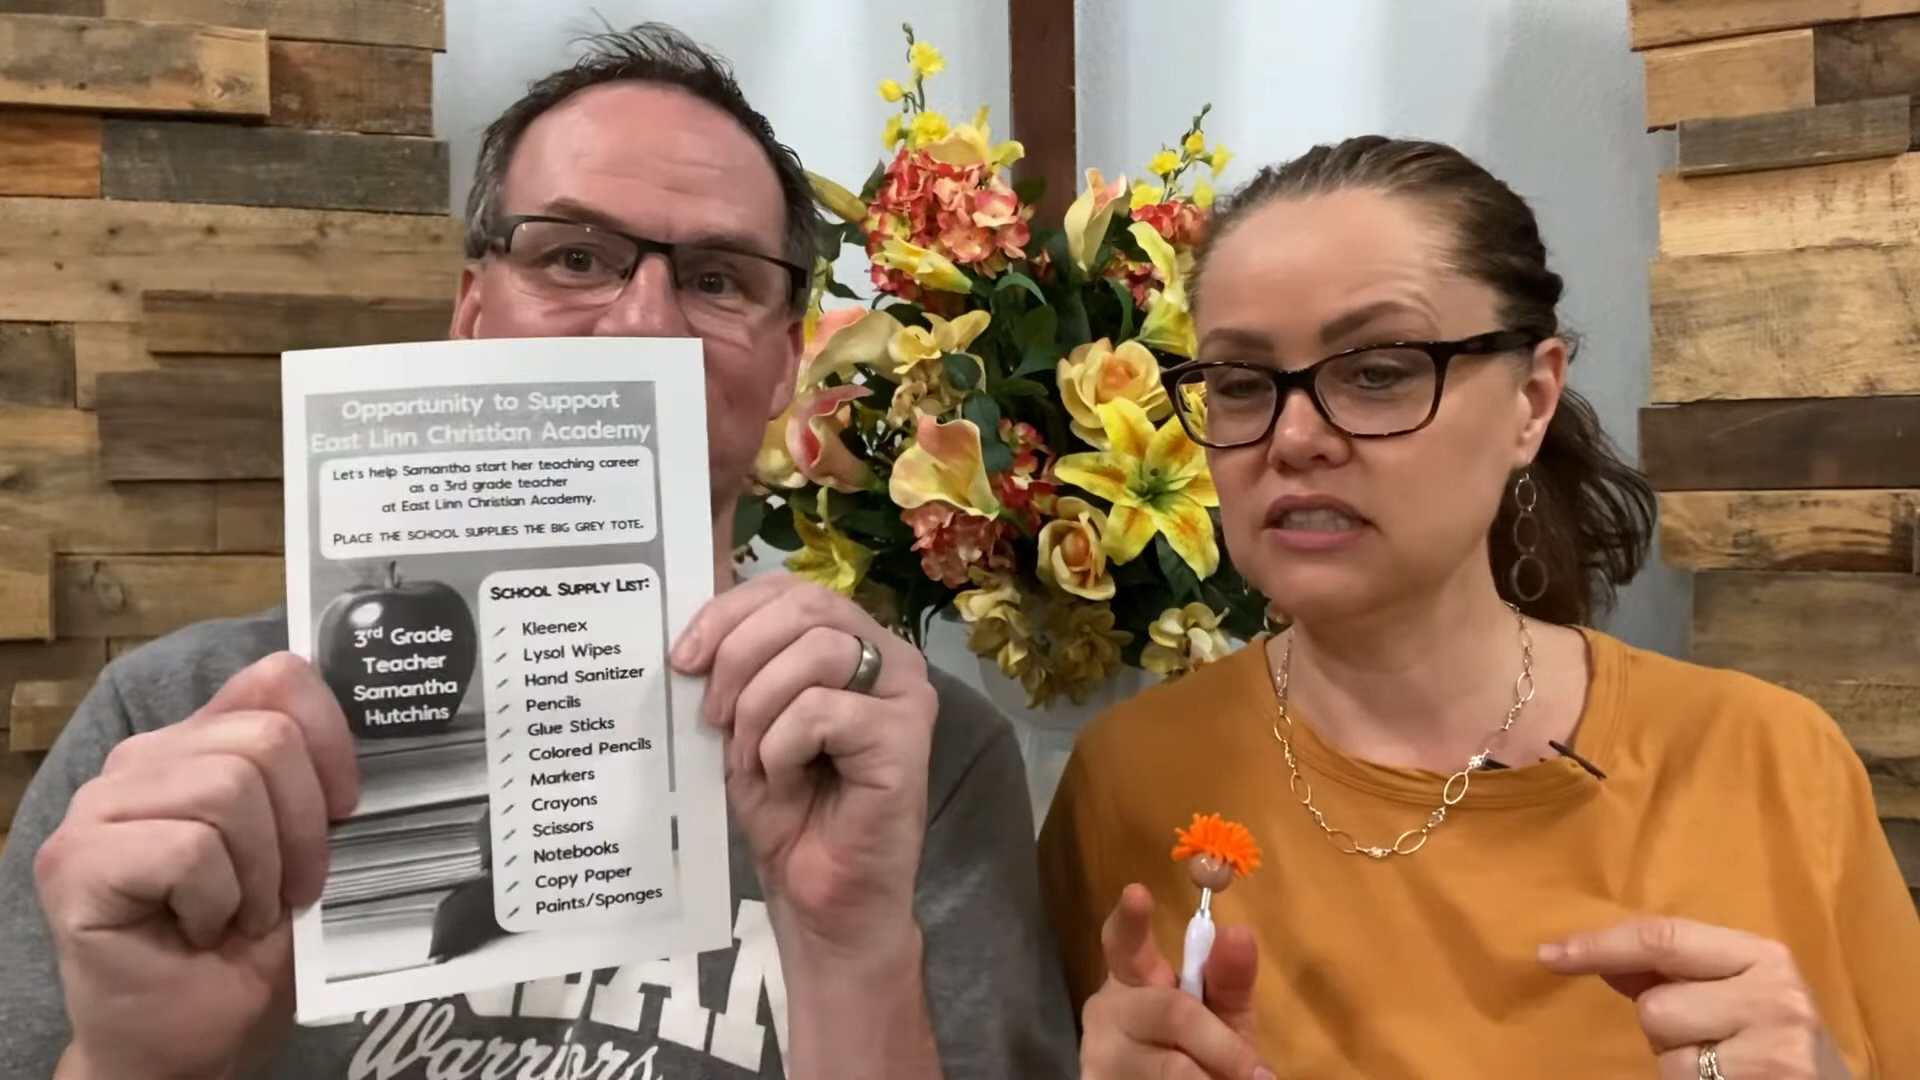 Opportunity to Support
East Linn Christian Academy
Let's help Samantha start her teaching career
as a 3rd grade teacher
at East Linn Christian Academy.
PLACE THE SCHOOL SUPPLIES THE BIG GREY TOTE.
3rd Grade
Teacher
Samantha
Hutchins
SCHOOL SUPPLY LIST:
Kleenex
Lysol Wipes
Hand Sanitizer
Pencils
Glue Sticks
Colored Pencils
Markers
Crayons
Scissors
Notebooks
Copy Paper
Paints/Sponges
Warriors